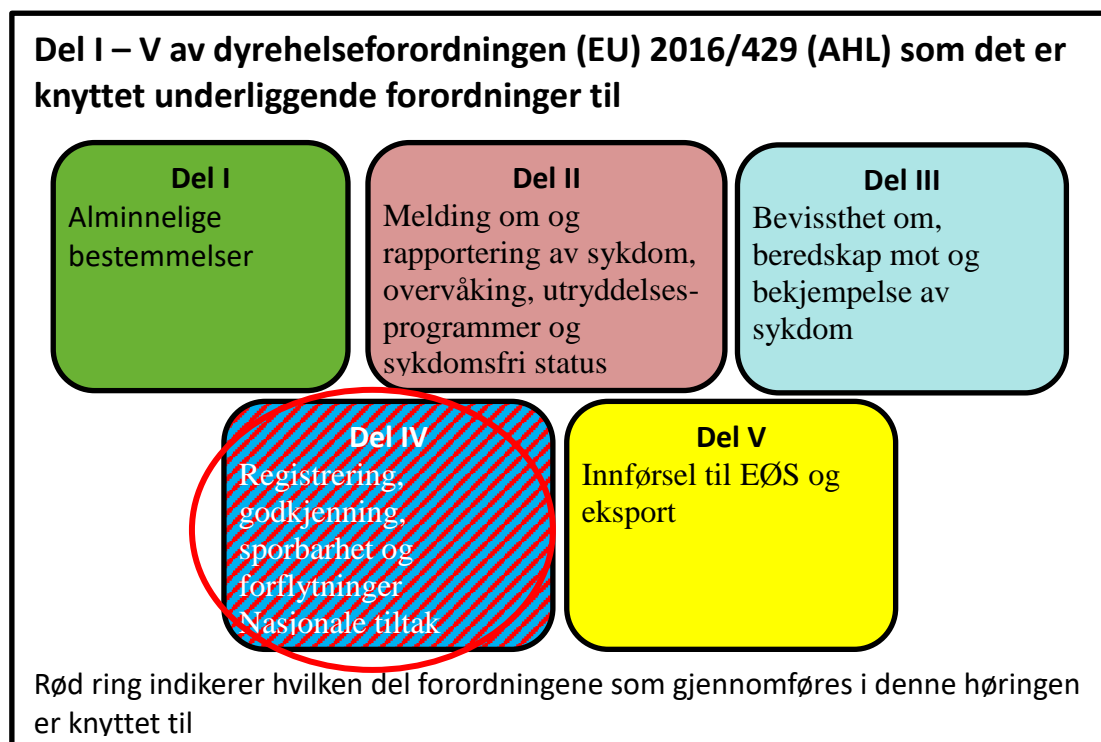 Del I – V av dyrehelseforordningen (EU) 2016/429 (AHL) som det er
knyttet underliggende forordninger til
Del I
Alminnelige
bestemmelser
Del II
Melding om og
rapportering av sykdom,
overvåking, utryddelses-
programmer og
sykdomsfri status
Del III
Bevissthet om,
beredskap mot og
bekjempelse av
sykdom
Del IV
Registrering,
godkjenning,
sporbarhet og
forflytninger
Nasjonale tiltak
Del V
Innførsel til EØS og
eksport
Rød ring indikerer hvilken del forordningene som gjennomføres i denne høringen
er knyttet til